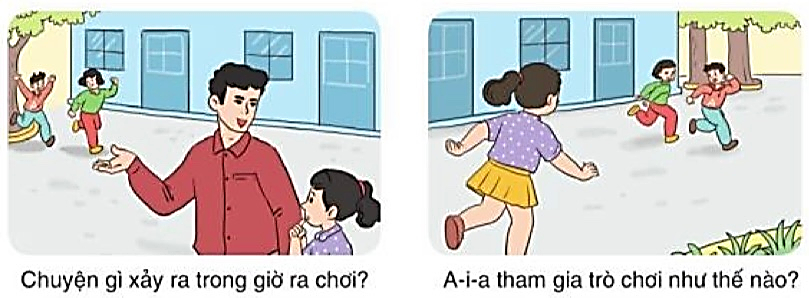 Chuyện gì xảy ra trong giờ ra chơi?
A-i-a tham gia trò chơi như thế nào?